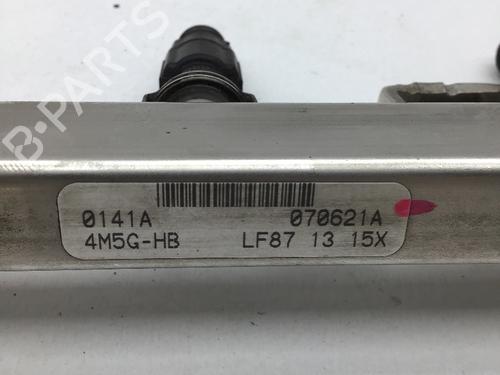 B-PARTS
0141A 070621A
4M5G-HB LF87 13 15X